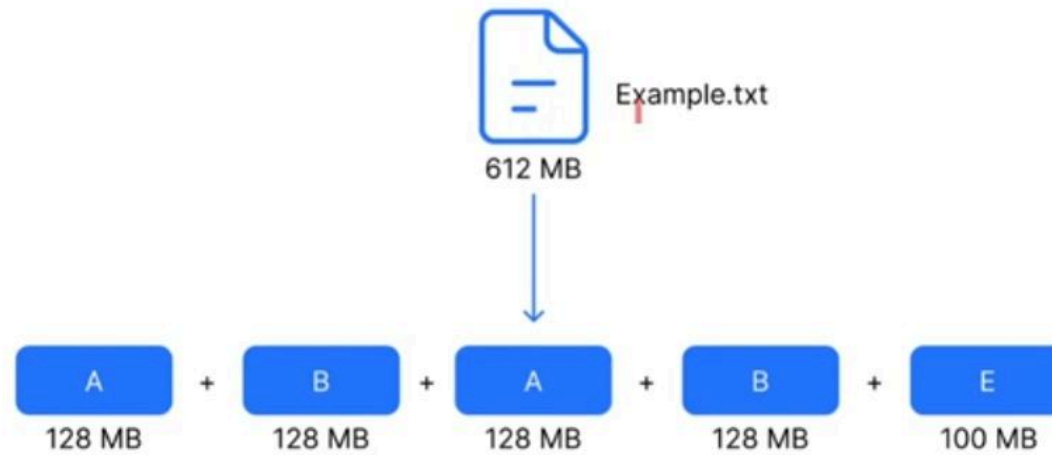 Example.txt
612 MB
A + B + A + B + E
128 MB 128 MB 128 MB 128 MB 100 MB